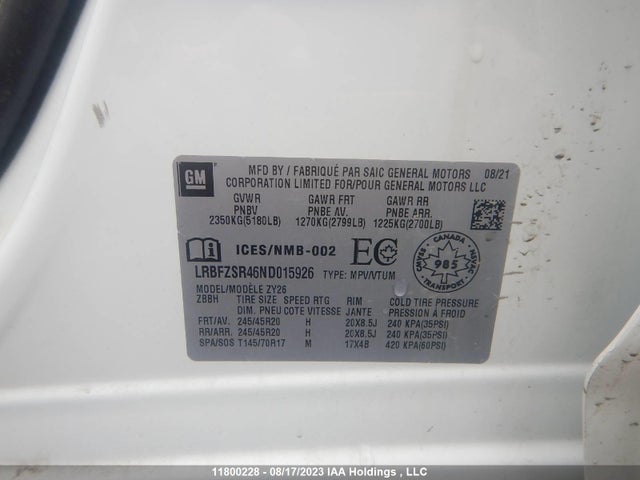 GM
MFD BY / FABRIQUÉ PAR SAIC GENERAL MOTORS 08/21
CORPORATION LIMITED FOR/POUR GENERAL MOTORS LLC
GVWR GAWR FRT GAWR RR
PNBV PNBE AV. PNBE ARR.
2350KG(5180LB) 1270KG(2799LB) 1225KG(2700LB)
ICES/NMB-002 EC
CANADA
CMVSS 985 NSVAC
TRANSPORT
LRBFZSR46ND015926 TYPE: MPV/VTUM
MODEL/MODÈLE ZY26
ZBBH TIRE SIZE SPEED RTG RIM COLD TIRE PRESSURE
DIM. PNEU COTE VITESSE JANTE PRESSION À FROID
FRT/AV. 245/45R20 H 20X8.5J 240 KPA(35PSI)
RR/ARR. 245/45R20 H 20X8.5J 240 KPA(35PSI)
SPA/SOS T145/70R17 M 17X4B 420 KPA(60PSI)
11800228 - 08/17/2023 IAA Holdings , LLC